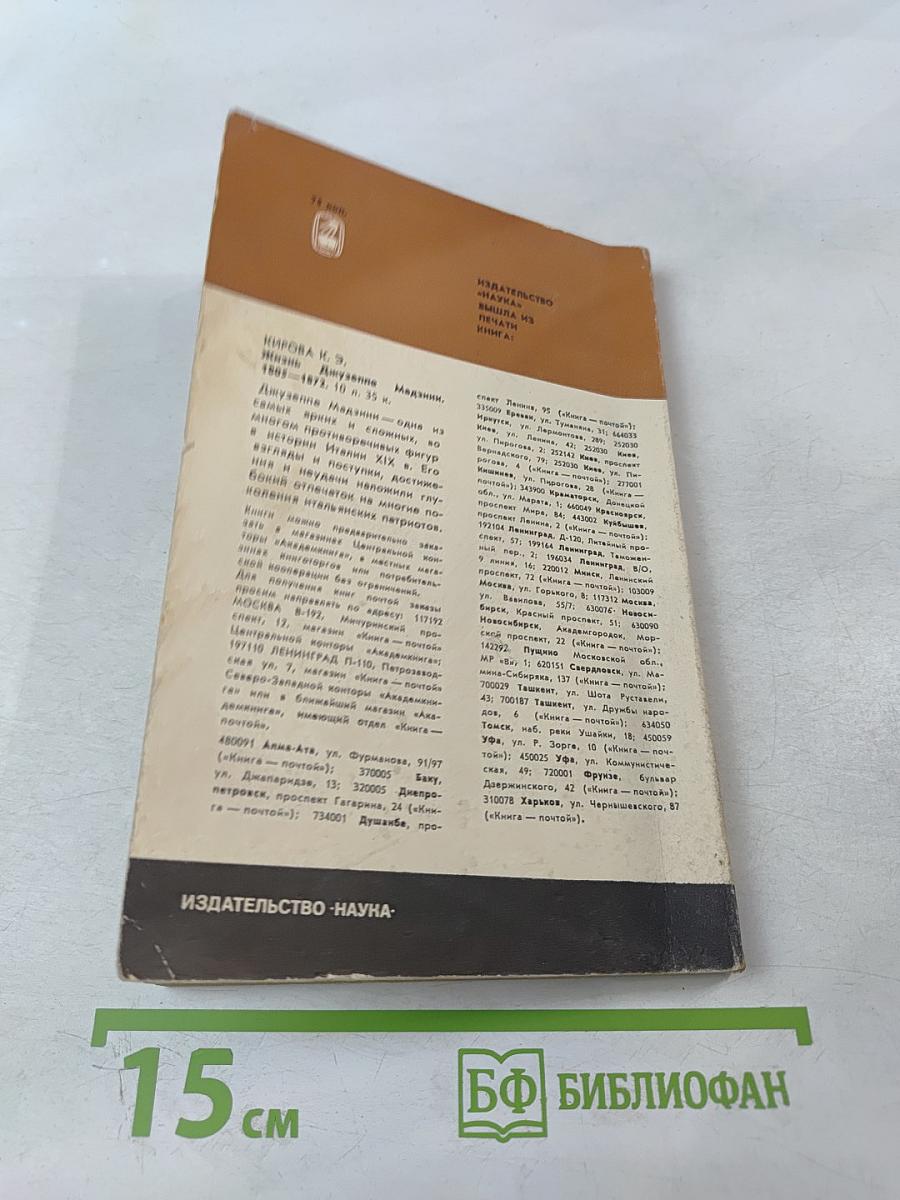 ИЗДАТЕЛЬСТВО
«НАУКА»
ВЫШЛА ИЗ
ПЕЧАТИ
КНИГА:
КИРОВА К. Э.
Жизнь Джузеппе Мадзини.
1805—1872. 10 л. 35 к.
Джузеппе Мадзини — одна из
самых ярких и сложных, во
многом противоречивых фигур
в истории Италии XIX в. Его
взгляды и поступки, достиже-
ния и неудачи наложили глу-
бокий отпечаток на многие по-
коления итальянских патриотов.
Книги можно предварительно зака-
зать в магазинах Центральной кон-
торы «Академкнига», в местных мага-
зинах книготоргов или потребитель-
ской кооперации без ограничений.
Для получения книг почтой заказы
просим направлять по адресу: 117192
МОСКВА В-192, Мичуринский про-
спект, 12, магазин «Книга — почтой»
Центральной конторы «Академкнига»;
197110 ЛЕНИНГРАД П-110, Петрозавод-
ская ул. 7, магазин «Книга — почтой»
Северо-Западной конторы «Академкни-
га» или в ближайший магазин «Ака-
демкниги», имеющий отдел «Книга —
почтой».
480091 Алма-Ата, ул. Фурманова, 91/97
(«Книга — почтой»); 370005 Баку,
ул. Джапаридзе, 13; 320005 Днепро-
петровск, проспект Гагарина, 24 («Кни-
га — почтой»); 734001 Душанбе, про-
спект Ленина, 95 («Книга — почтой»);
335009 Ереван, ул. Туманяна, 31; 664033
Иркутск, ул. Лермонтова, 289; 252030
Киев, ул. Ленина, 42; 252030 Киев,
ул. Пирогова, 2; 252142 Киев, проспект
Вернадского, 79; 252030 Киев, ул. Пи-
рогова, 4 («Книга — почтой»); 277001
Кишинев, ул. Пирогова, 28 («Книга —
почтой»); 343900 Краматорск, Донецкой
обл., ул. Марата, 1; 660049 Красноярск,
проспект Мира, 84; 443002 Куйбышев,
проспект Ленина, 2 («Книга — почтой»);
192104 Ленинград, Д-120, Литейный про-
спект, 57; 199164 Ленинград, Таможен-
ный пер., 2; 196034 Ленинград, В/О,
9 линия, 16; 220012 Минск, Ленинский
проспект, 72 («Книга — почтой»); 103009
Москва, ул. Горького, 8; 117312 Москва,
ул. Вавилова, 55/7; 630076 Новоси-
бирск, Красный проспект, 51; 630090
Новосибирск, Академгородок, Мор-
ской проспект, 22 («Книга — почтой»);
142292 Пущино Московской обл.,
МР «В», 1; 620151 Свердловск, ул. Ма-
мина-Сибиряка, 137 («Книга — почтой»);
700029 Ташкент, ул. Шота Руставели,
43; 700187 Ташкент, ул. Дружбы наро-
дов, 6 («Книга — почтой»); 634050
Томск, наб. реки Ушайки, 18; 450059
Уфа, ул. Р. Зорге, 10 («Книга — поч-
той»); 450025 Уфа, ул. Коммунистиче-
ская, 49; 720001 Фрунзе, бульвар
Дзержинского, 42 («Книга — почтой»);
310078 Харьков, ул. Чернышевского, 87
(«Книга — почтой»).
ИЗДАТЕЛЬСТВО «НАУКА»
15 см
БФ БИБЛИОФАН